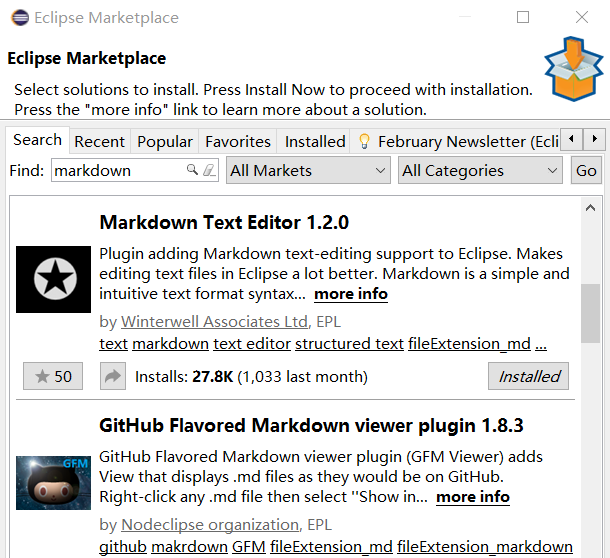 Eclipse Marketplace
Eclipse Marketplace
Select solutions to install. Press Install Now to proceed with installation.
Press the "more info" link to learn more about a solution.
Search Recent Popular Favorites Installed February Newsletter (Ecli
Find: markdown All Markets All Categories Go
Markdown Text Editor 1.2.0
Plugin adding Markdown text-editing support to Eclipse. Makes
editing text files in Eclipse a lot better. Markdown is a simple and
intuitive text format syntax... more info
by Winterwell Associates Ltd, EPL
text markdown text editor structured text fileExtension_md ...
50 Installs: 27.8K (1,033 last month) Installed
GitHub Flavored Markdown viewer plugin 1.8.3
GFM
GitHub Flavored Markdown viewer plugin (GFM Viewer) adds
View that displays .md files as they would be on GitHub.
Right-click any .md file then select "Show in... more info
by Nodeclipse organization, EPL
github makrdown GFM fileExtension_md fileExtension_markdown